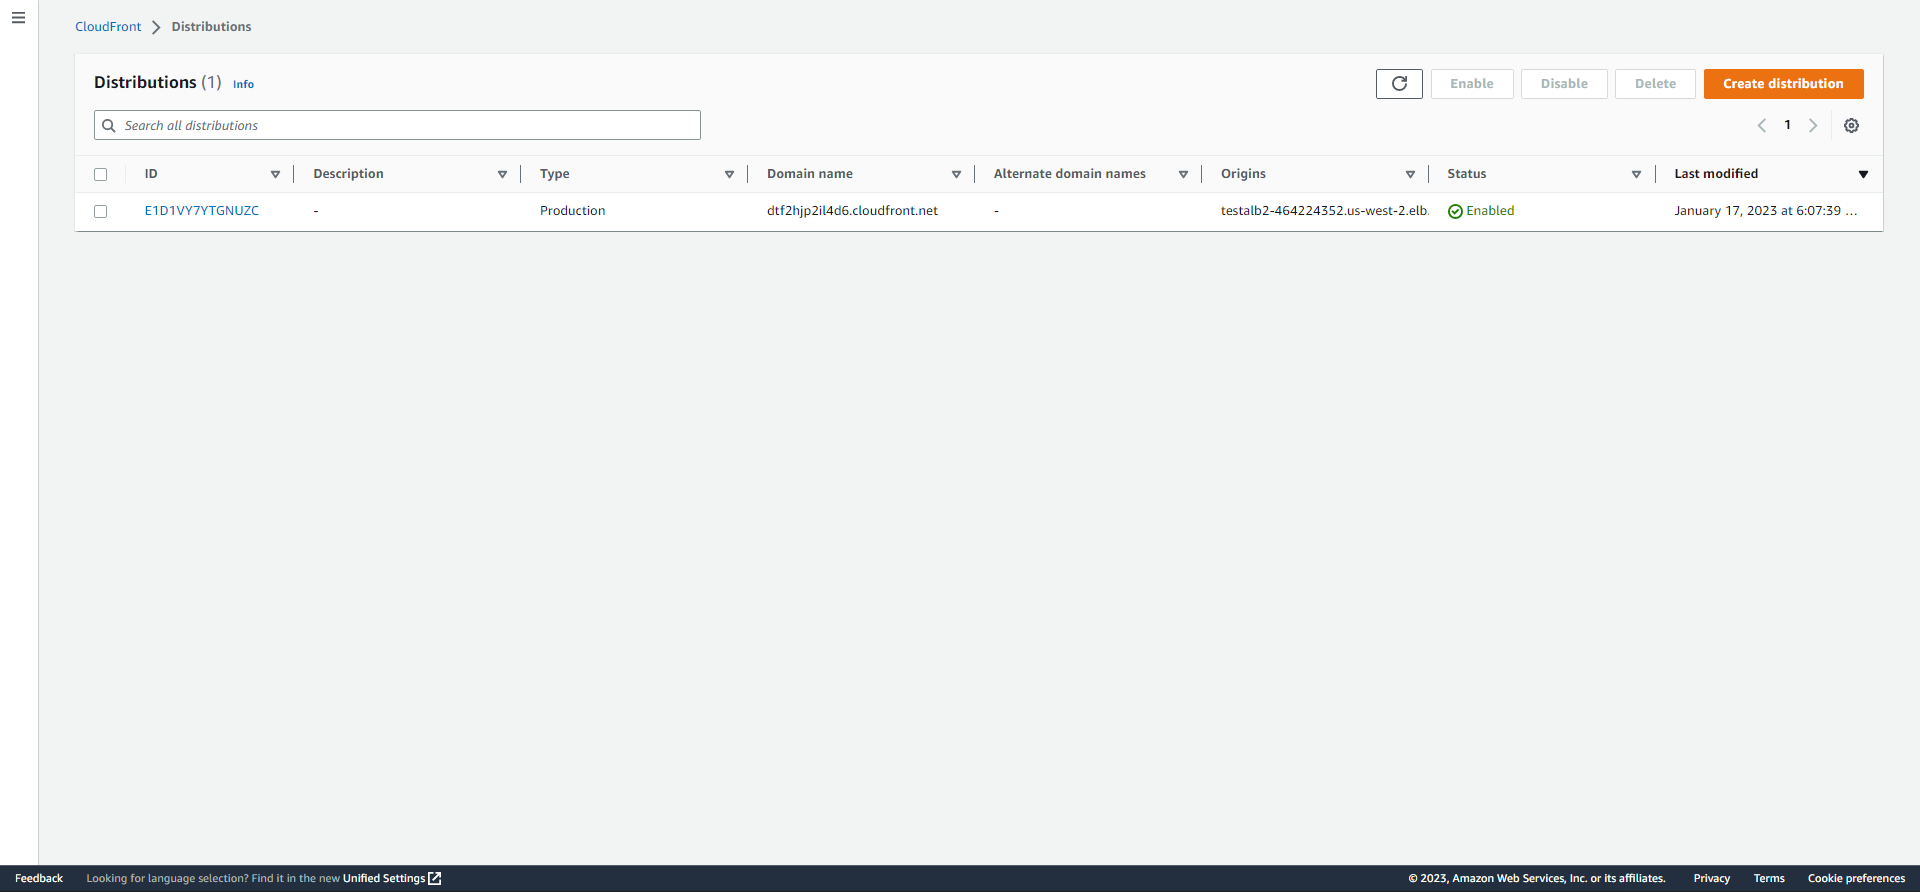 CloudFront Distributions
Distributions (1) Info
Enable Disable Delete Create distribution
Search all distributions
1
ID Description Type Domain name Alternate domain names Origins Status Last modified
E1D1VY7YTGNUZC - Production dtf2hjp2il4d6.cloudfront.net - testalb2-464224352.us-west-2.elb. Enabled January 17, 2023 at 6:07:39 ...
Feedback Looking for language selection? Find it in the new Unified Settings © 2023, Amazon Web Services, Inc. or its affiliates. Privacy Terms Cookie preferences